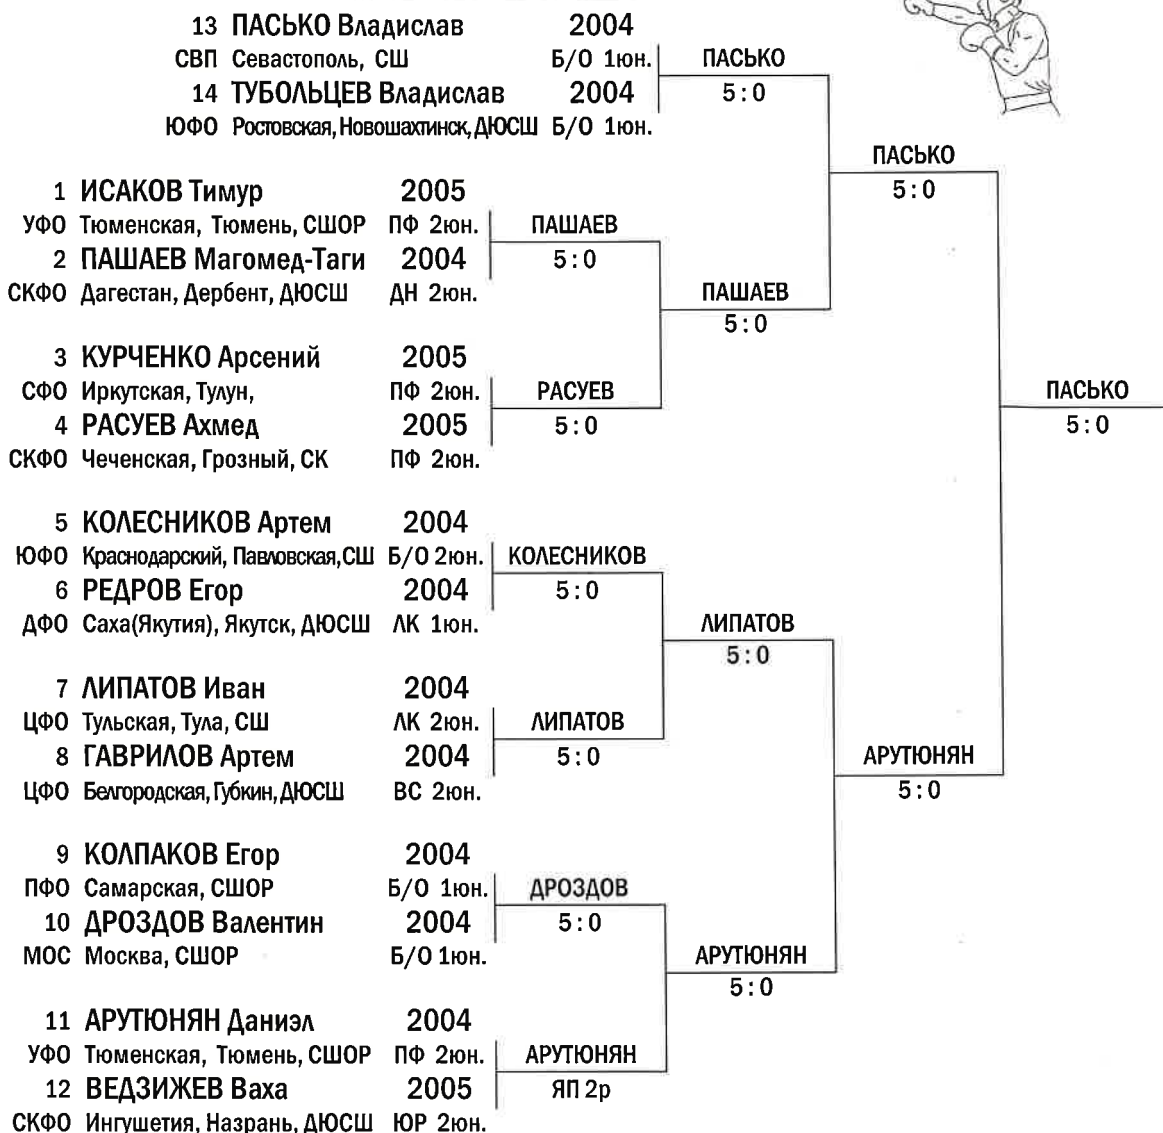 13 ПАСЬКО Владислав 2004
СВП Севастополь, СШ Б/О 1юн.
14 ТУБОЛЬЦЕВ Владислав 2004
ЮФО Ростовская, Новошахтинск, ДЮСШ Б/О 1юн.
ПАСЬКО
5:0
1 ИСАКОВ Тимур 2005
УФО Тюменская, Тюмень, СШОР ПФ 2юн.
2 ПАШАЕВ Магомед-Таги 2004
СКФО Дагестан, Дербент, ДЮСШ ДН 2юн.
ПАШАЕВ
5:0
3 КУРЧЕНКО Арсений 2005
СФО Иркутская, Тулун, ПФ 2юн.
4 РАСУЕВ Ахмед 2005
СКФО Чеченская, Грозный, СК ПФ 2юн.
РАСУЕВ
5:0
ПАШАЕВ
5:0
ПАСЬКО
5:0
5 КОЛЕСНИКОВ Артем 2004
ЮФО Краснодарский, Павловская, СШ Б/О 2юн.
6 РЕДРОВ Егор 2004
ДФО Саха(Якутия), Якутск, ДЮСШ ЛК 1юн.
КОЛЕСНИКОВ
5:0
7 ЛИПАТОВ Иван 2004
ЦФО Тульская, Тула, СШ ЛК 2юн.
8 ГАВРИЛОВ Артем 2004
ЦФО Белгородская, Губкин, ДЮСШ ВС 2юн.
ЛИПАТОВ
5:0
ЛИПАТОВ
5:0
9 КОЛПАКОВ Егор 2004
ПФО Самарская, СШОР Б/О 1юн.
10 ДРОЗДОВ Валентин 2004
МОС Москва, СШОР Б/О 1юн.
ДРОЗДОВ
5:0
11 АРУТЮНЯН Даниэл 2004
УФО Тюменская, Тюмень, СШОР ПФ 2юн.
12 ВЕДЗИЖЕВ Ваха 2005
СКФО Ингушетия, Назрань, ДЮСШ ЮР 2юн.
АРУТЮНЯН
ЯП 2р
АРУТЮНЯН
5:0
АРУТЮНЯН
5:0
ПАСЬКО
5:0